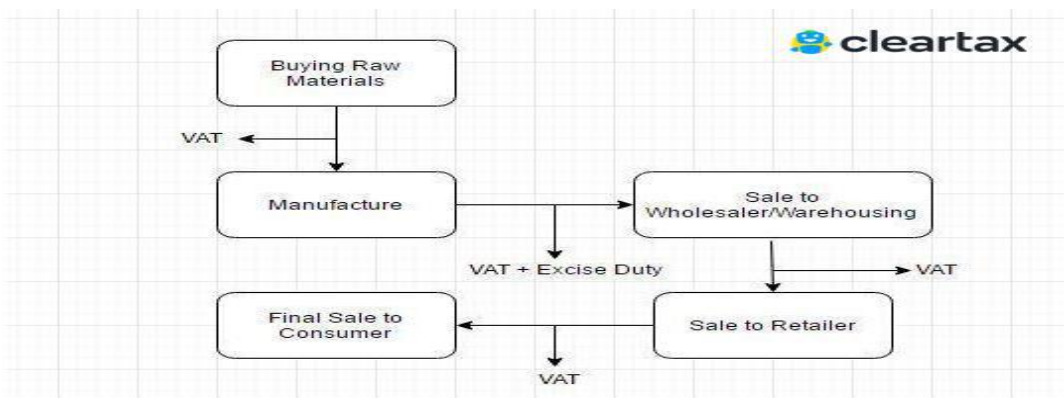 cleartax
Buying Raw
Materials
VAT
Manufacture
Sale to
Wholesaler/Warehousing
VAT + Excise Duty
VAT
Final Sale to
Consumer
Sale to Retailer
VAT